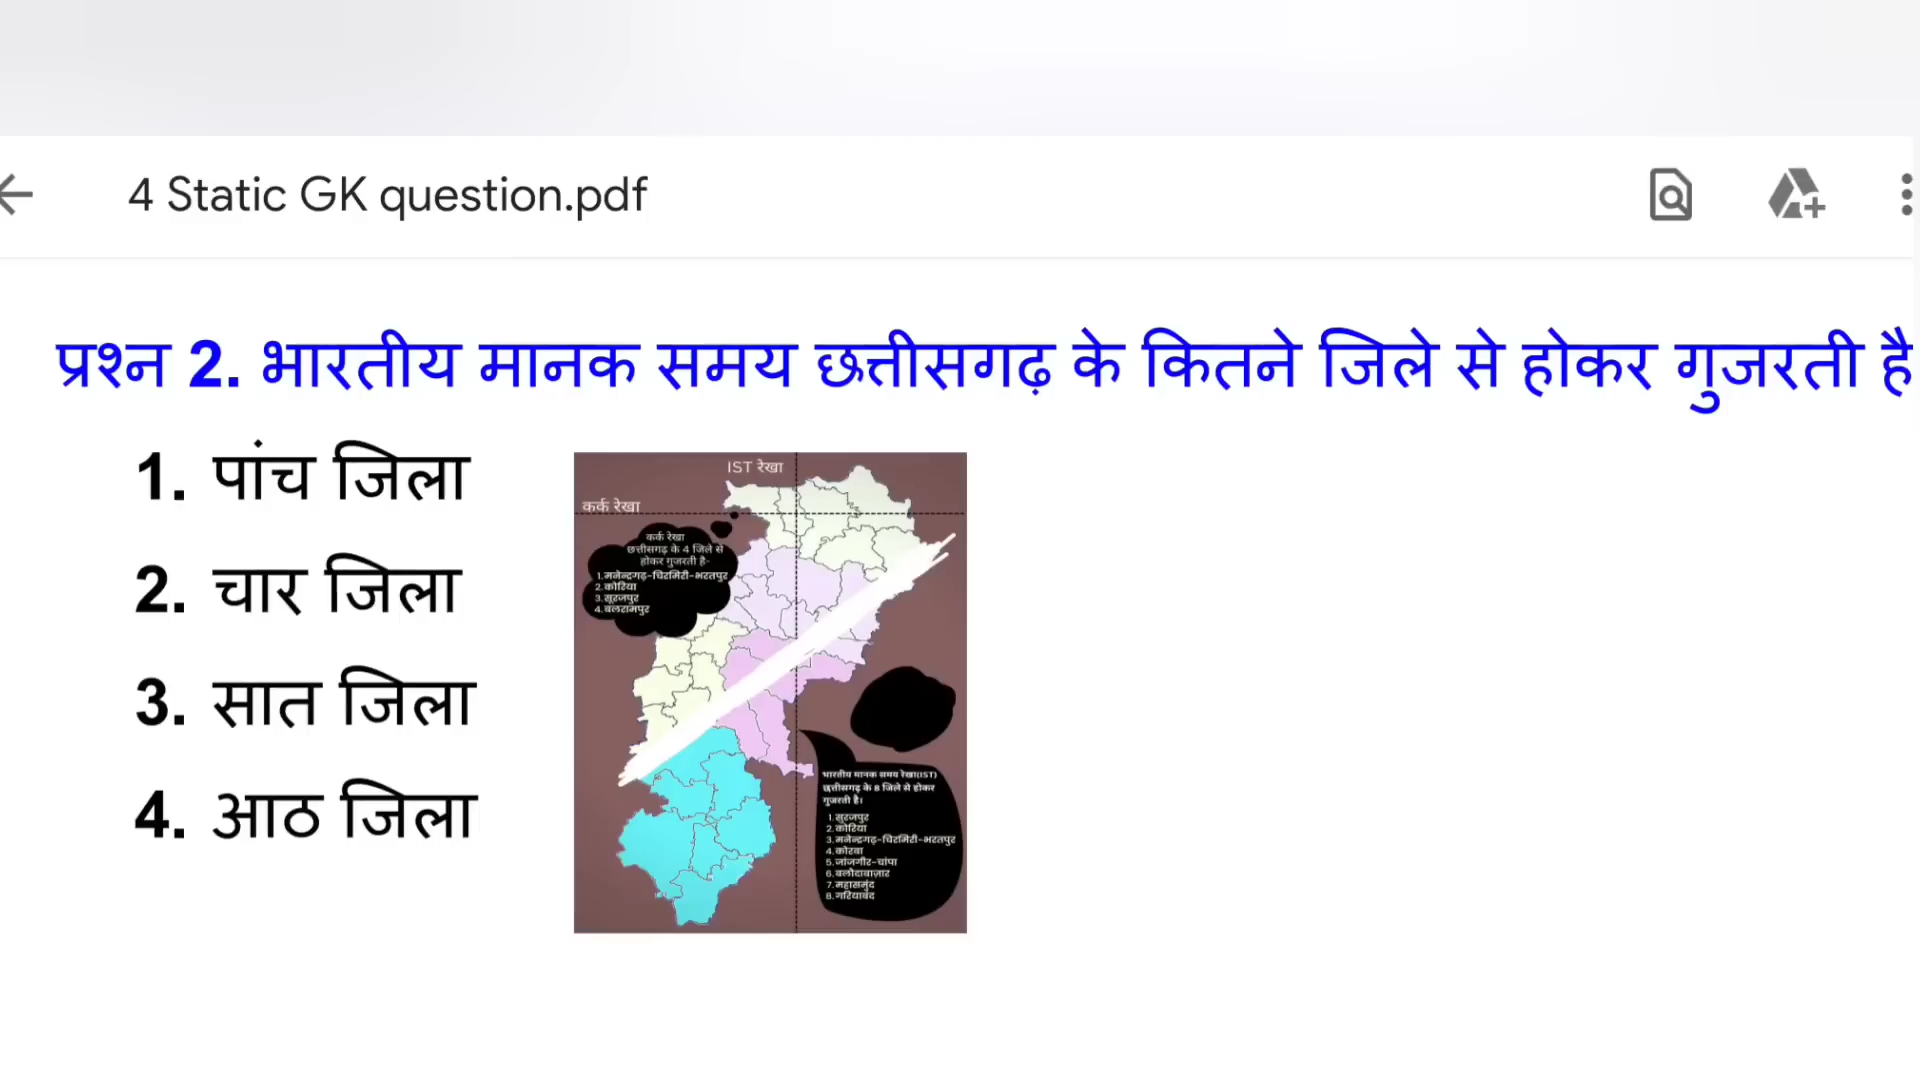 4 Static GK question.pdf
प्रश्न 2. भारतीय मानक समय छत्तीसगढ़ के कितने जिले से होकर गुजरती है
1. पांच जिला
2. चार जिला
3. सात जिला
4. आठ जिला
IST रेखा
कर्क रेखा
कर्क रेखा
छत्तीसगढ़ के 4 जिले से
होकर गुजरती है-
1.मनेन्द्रगढ़-चिरमिरी-भरतपुर
2.कोरिया
3.सूरजपुर
4.बलरामपुर
भारतीय मानक समय रेखा(IST)
छत्तीसगढ़ के 8 जिले से होकर
गुजरती है।
1.सूरजपुर
2.कोरिया
3.मनेन्द्रगढ़-चिरमिरी-भरतपुर
4.कोरबा
5.जांजगीर-चांपा
6.बलौदाबाज़ार
7.महासमुंद
8.गरियाबंद